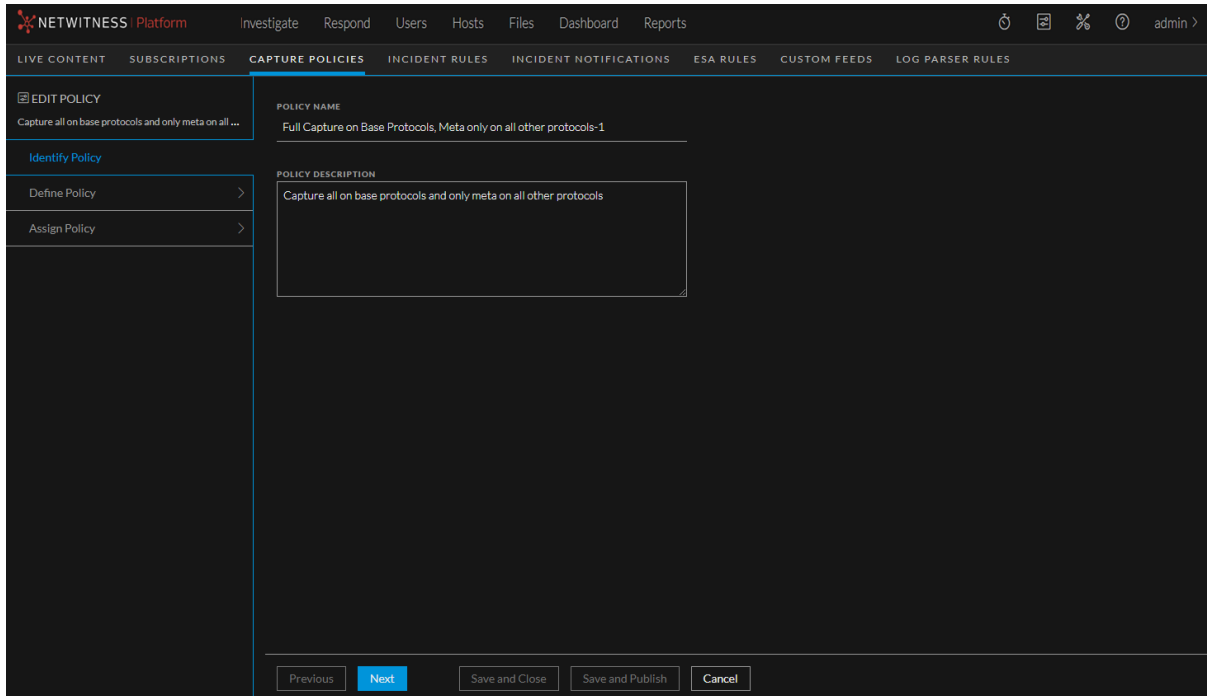 NETWITNESS | Platform Investigate Respond Users Hosts Files Dashboard Reports admin >
LIVE CONTENT SUBSCRIPTIONS CAPTURE POLICIES INCIDENT RULES INCIDENT NOTIFICATIONS ESA RULES CUSTOM FEEDS LOG PARSER RULES
EDIT POLICY
Capture all on base protocols and only meta on all ...
Identify Policy
Define Policy
Assign Policy
POLICY NAME
Full Capture on Base Protocols, Meta only on all other protocols-1
POLICY DESCRIPTION
Capture all on base protocols and only meta on all other protocols
Previous Next Save and Close Save and Publish Cancel